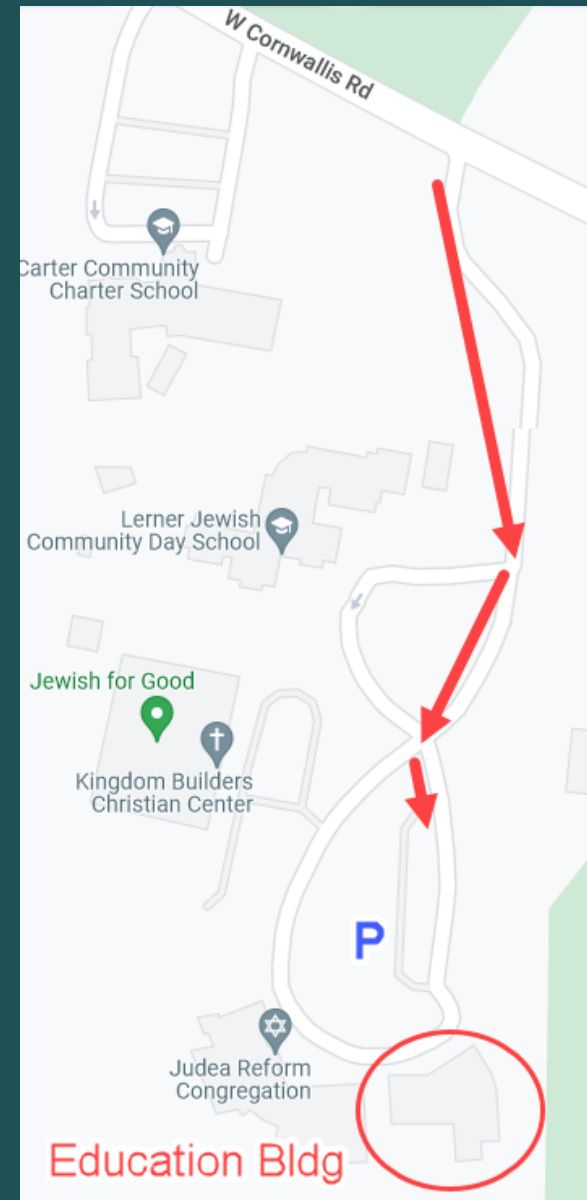 W Cornwallis Rd
Carter Community
Charter School
Lerner Jewish
Community Day School
Jewish for Good
Kingdom Builders
Christian Center
P
Judea Reform
Congregation
Education Bldg